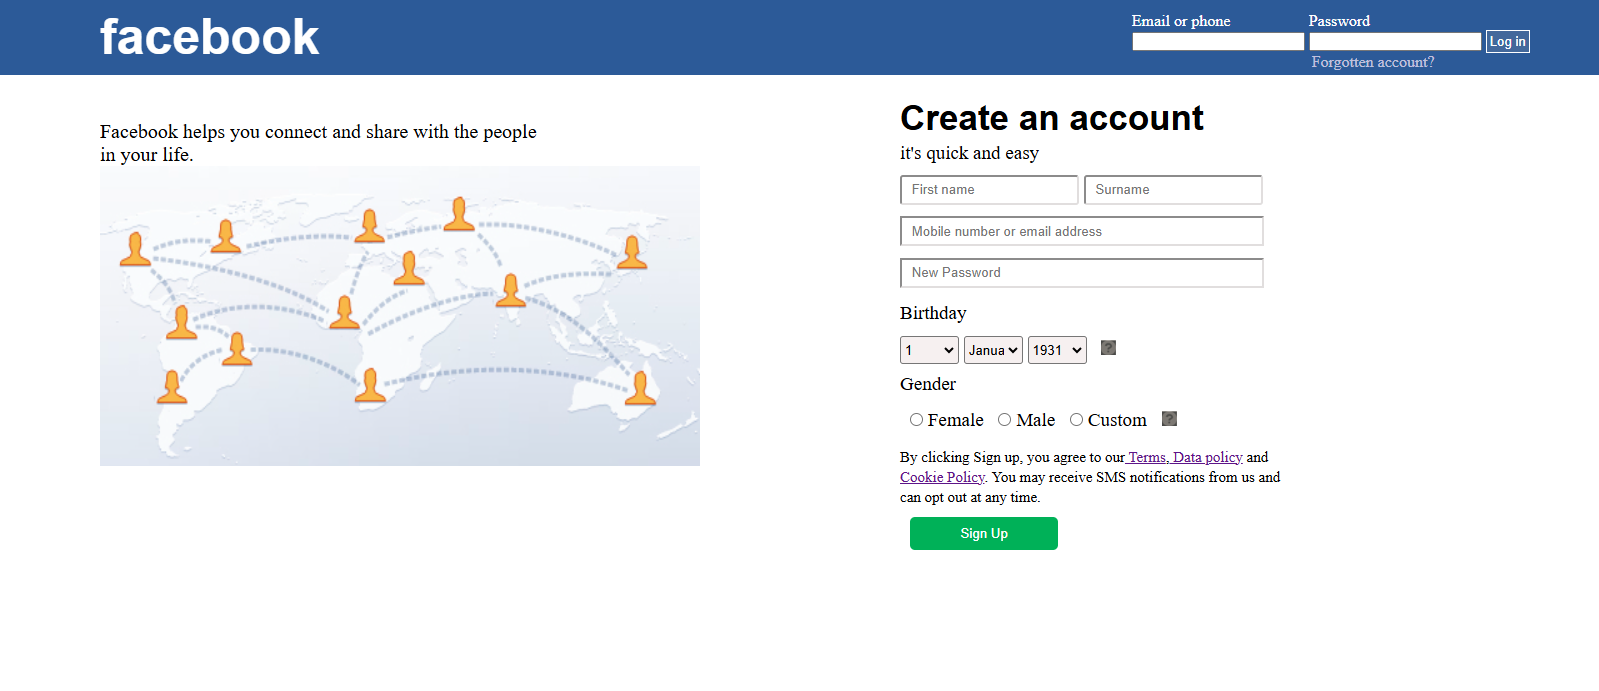 facebook
Email or phone
Password
Log in
Forgotten account?
Facebook helps you connect and share with the people
in your life.
Create an account
it's quick and easy
First name
Surname
Mobile number or email address
New Password
Birthday
1
Janua
1931
?
Gender
Female
Male
Custom
?
By clicking Sign up, you agree to our Terms, Data policy and
Cookie Policy. You may receive SMS notifications from us and
can opt out at any time.
Sign Up